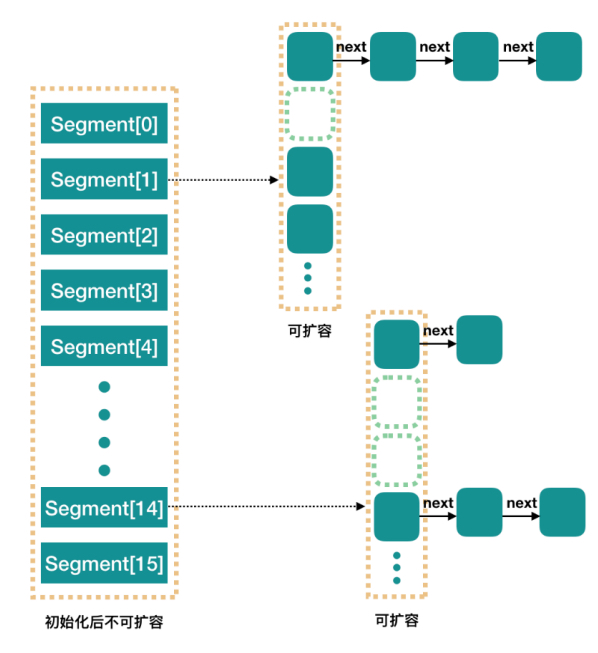 next
next
next
Segment[0]
Segment[1]
Segment[2]
Segment[3]
Segment[4]
可扩容
next
Segment[14]
next
next
Segment[15]
初始化后不可扩容
可扩容